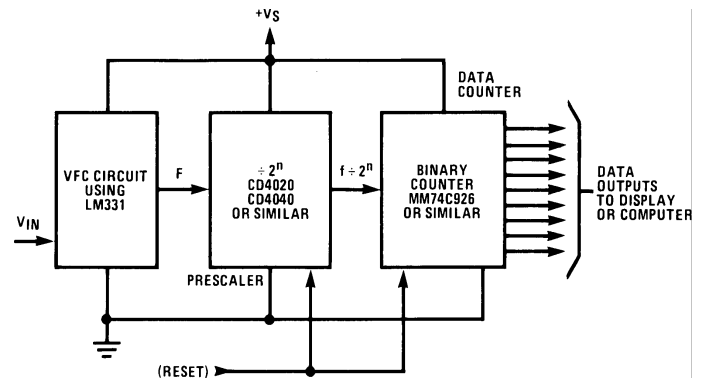 +VS
DATA
COUNTER
VFC CIRCUIT
USING
LM331
F
÷2ⁿ
CD4020
CD4040
OR SIMILAR
f÷2ⁿ
BINARY
COUNTER
MM74C926
OR SIMILAR
DATA
OUTPUTS
TO DISPLAY
OR COMPUTER
VIN
PRESCALER
(RESET)